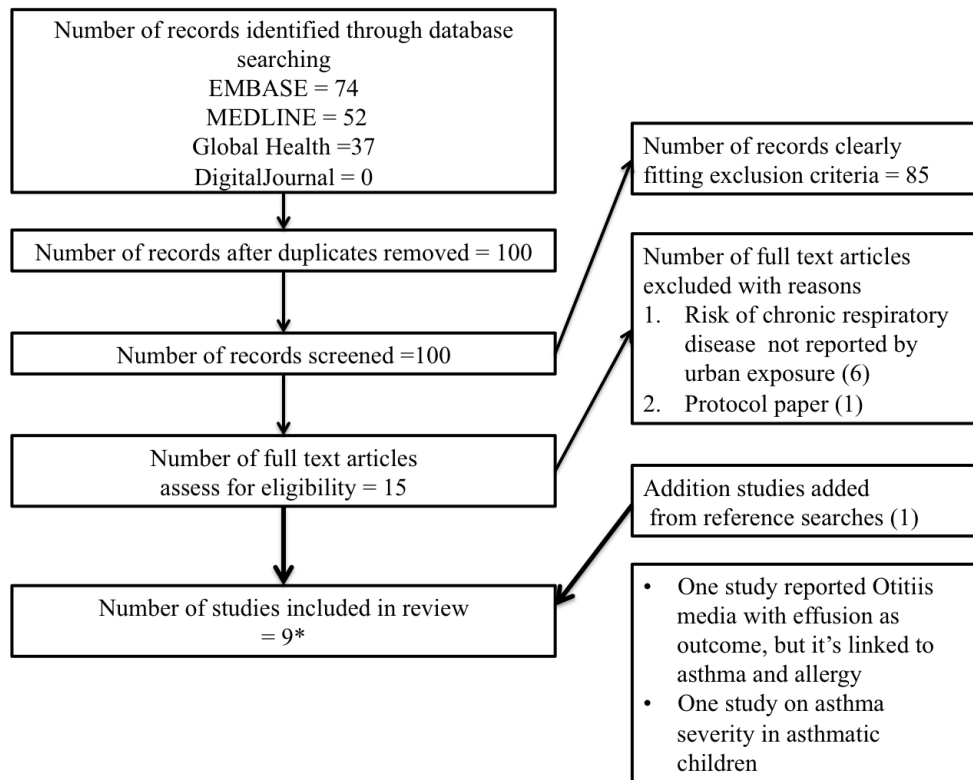 Number of records identified through database
searching
EMBASE = 74
MEDLINE = 52
Global Health =37
DigitalJournal = 0
Number of records after duplicates removed = 100
Number of records screened =100
Number of full text articles
assess for eligibility = 15
Number of studies included in review
= 9*
Number of records clearly
fitting exclusion criteria = 85
Number of full text articles
excluded with reasons
1. Risk of chronic respiratory
disease not reported by
urban exposure (6)
2. Protocol paper (1)
Addition studies added
from reference searches (1)
• One study reported Otitiis
media with effusion as
outcome, but it's linked to
asthma and allergy
• One study on asthma
severity in asthmatic
children